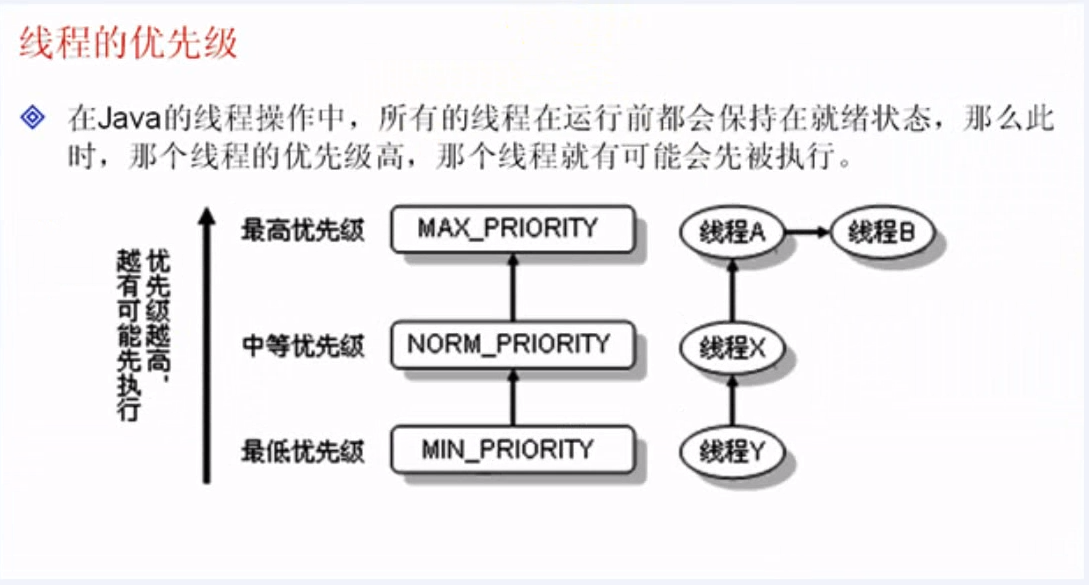 线程的优先级
在Java的线程操作中，所有的线程在运行前都会保持在就绪状态，那么此
时，那个线程的优先级高，那个线程就有可能会先被执行。
优先级越高，
越有可能先执行
最高优先级 MAX_PRIORITY 线程A 线程B
中等优先级 NORM_PRIORITY 线程X
最低优先级 MIN_PRIORITY 线程Y